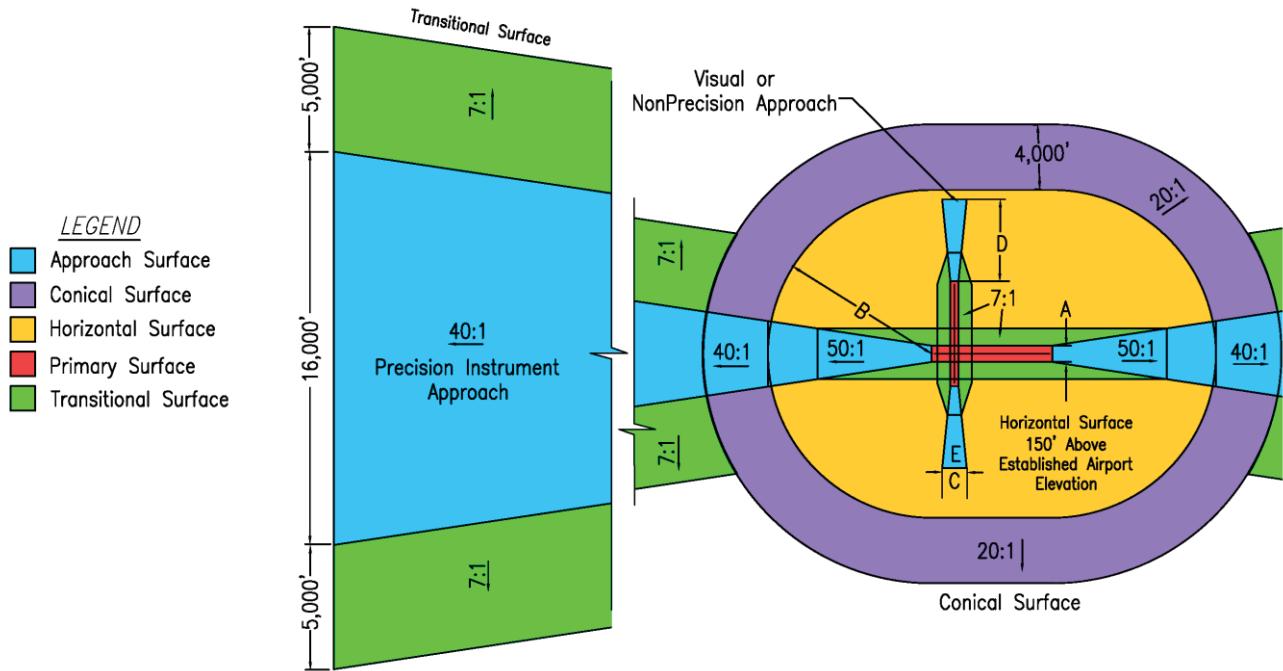 LEGEND
Approach Surface
Conical Surface
Horizontal Surface
Primary Surface
Transitional Surface
Transitional Surface
5,000'
7:1
16,000'
40:1
Precision Instrument
Approach
7:1
5,000'
Visual or
NonPrecision Approach
4,000'
20:1
7:1
D
B
7:1
A
40:1
50:1
50:1
40:1
7:1
Horizontal Surface
150' Above
Established Airport
Elevation
E
C
20:1
Conical Surface